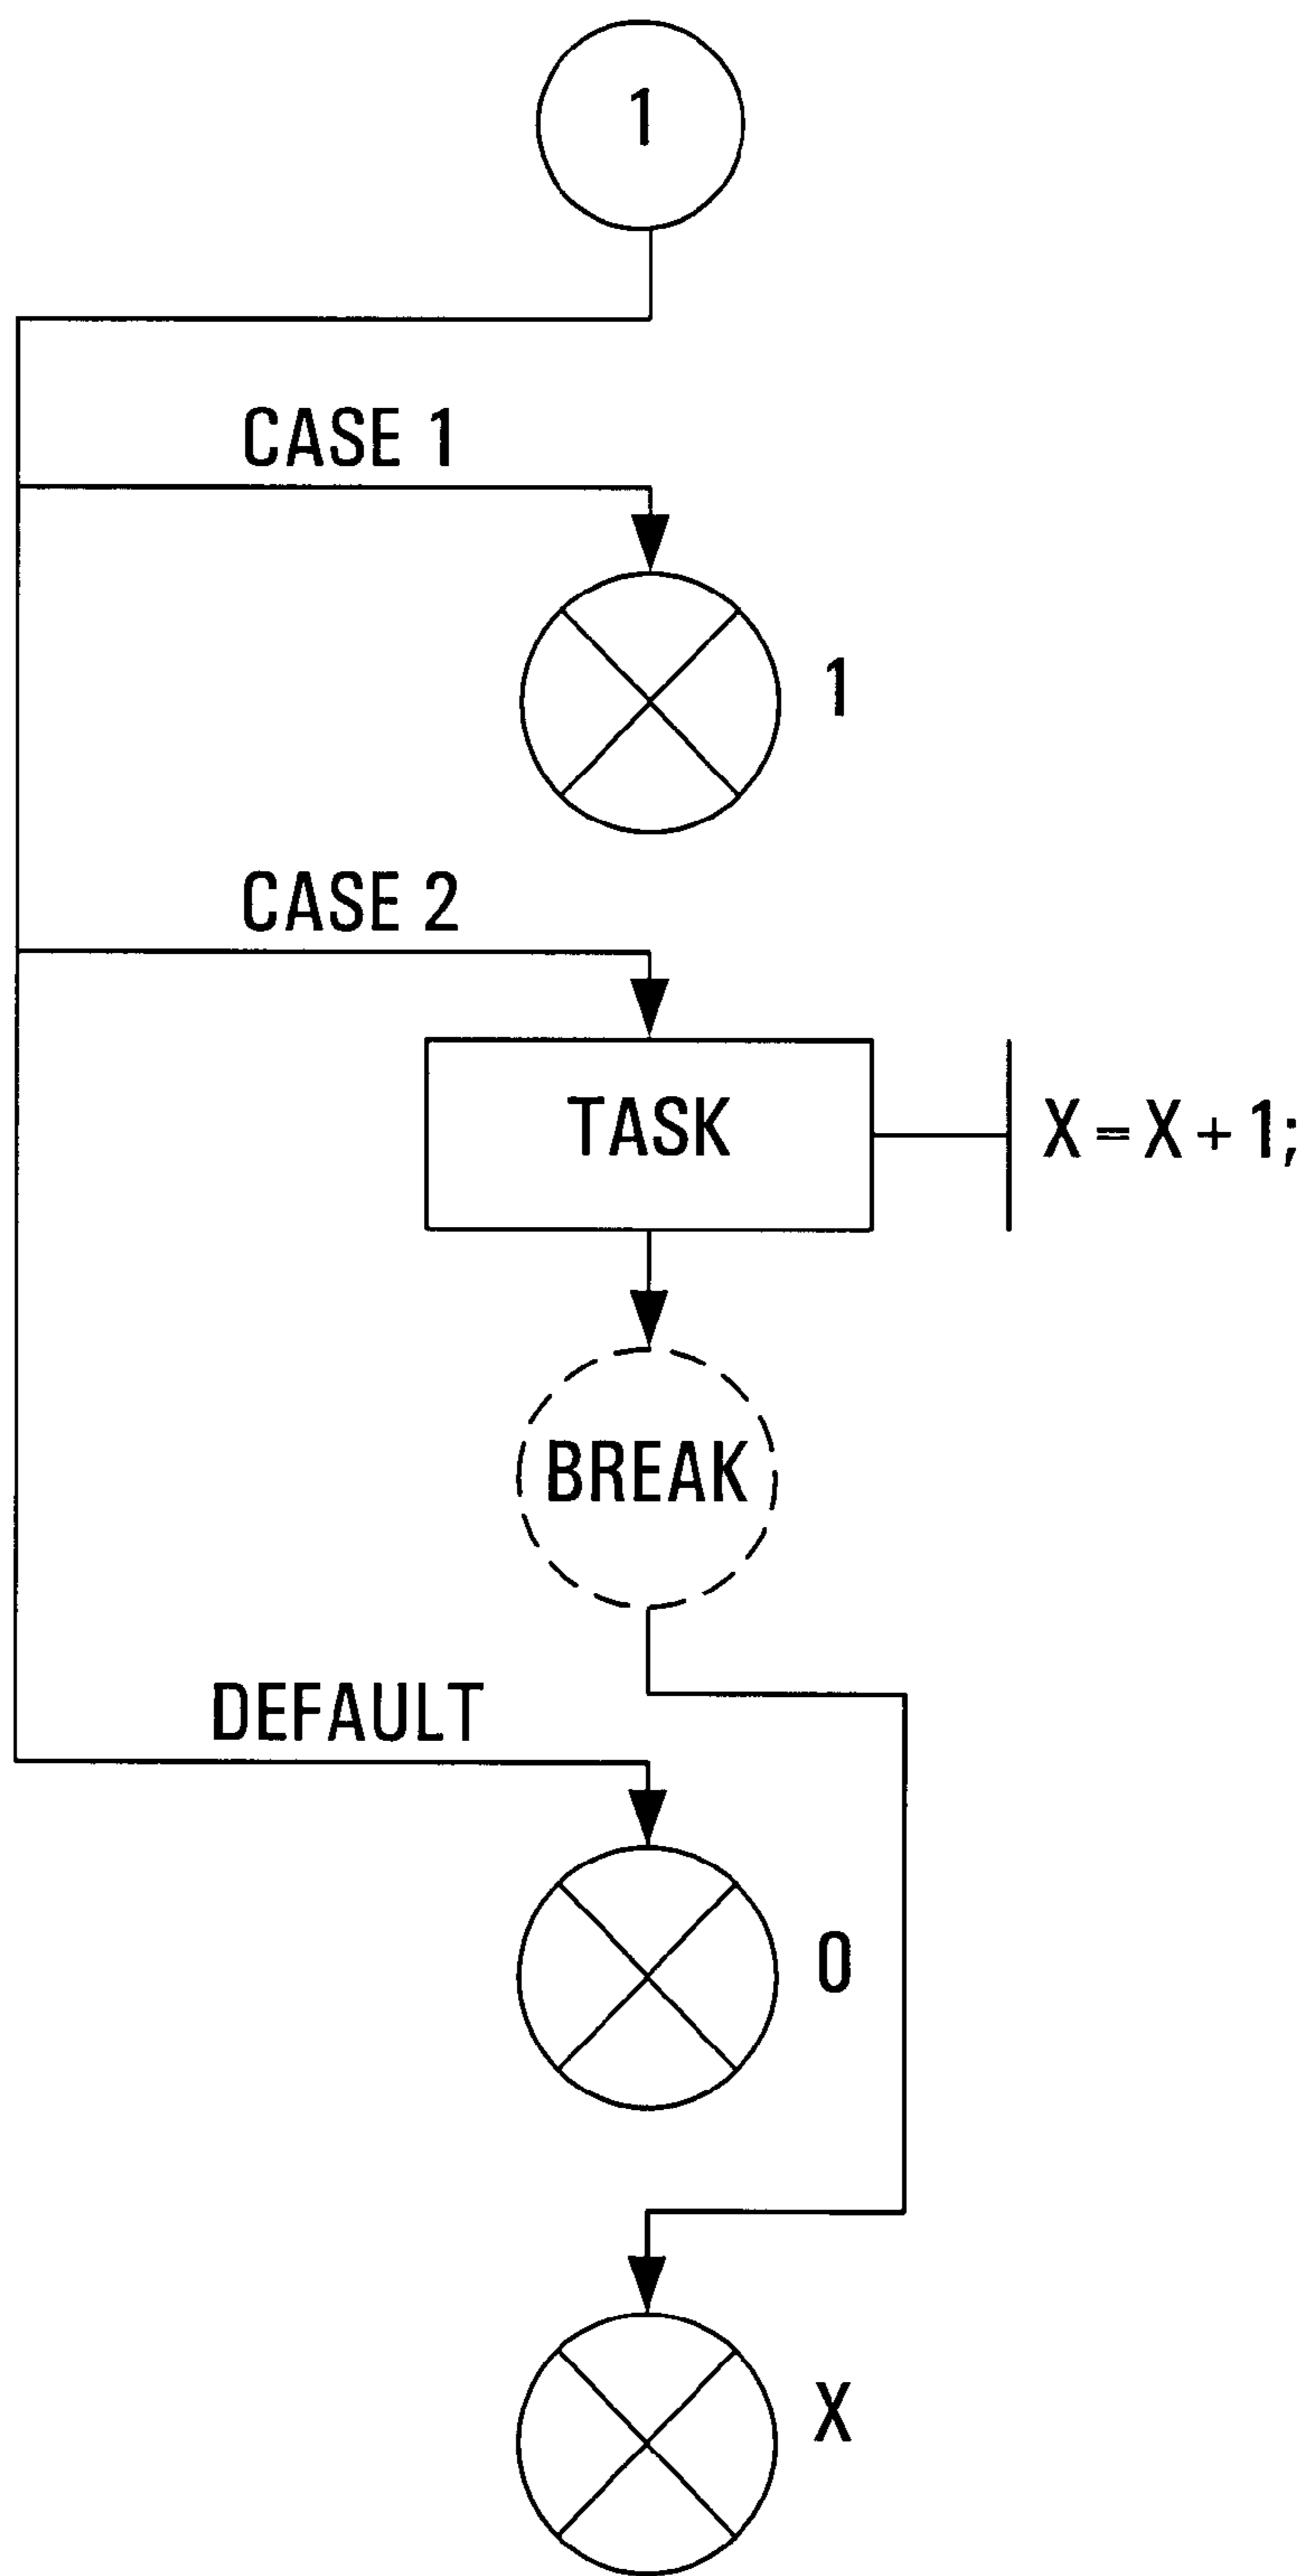 1
CASE 1
1
CASE 2
TASK
X = X + 1;
BREAK
DEFAULT
0
X